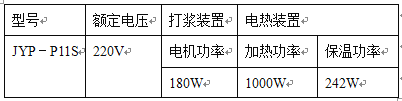 型号 额定电压 打浆装置 电热装置
JYP－P11S 220V 电机功率 加热功率 保温功率
180W 1000W 242W